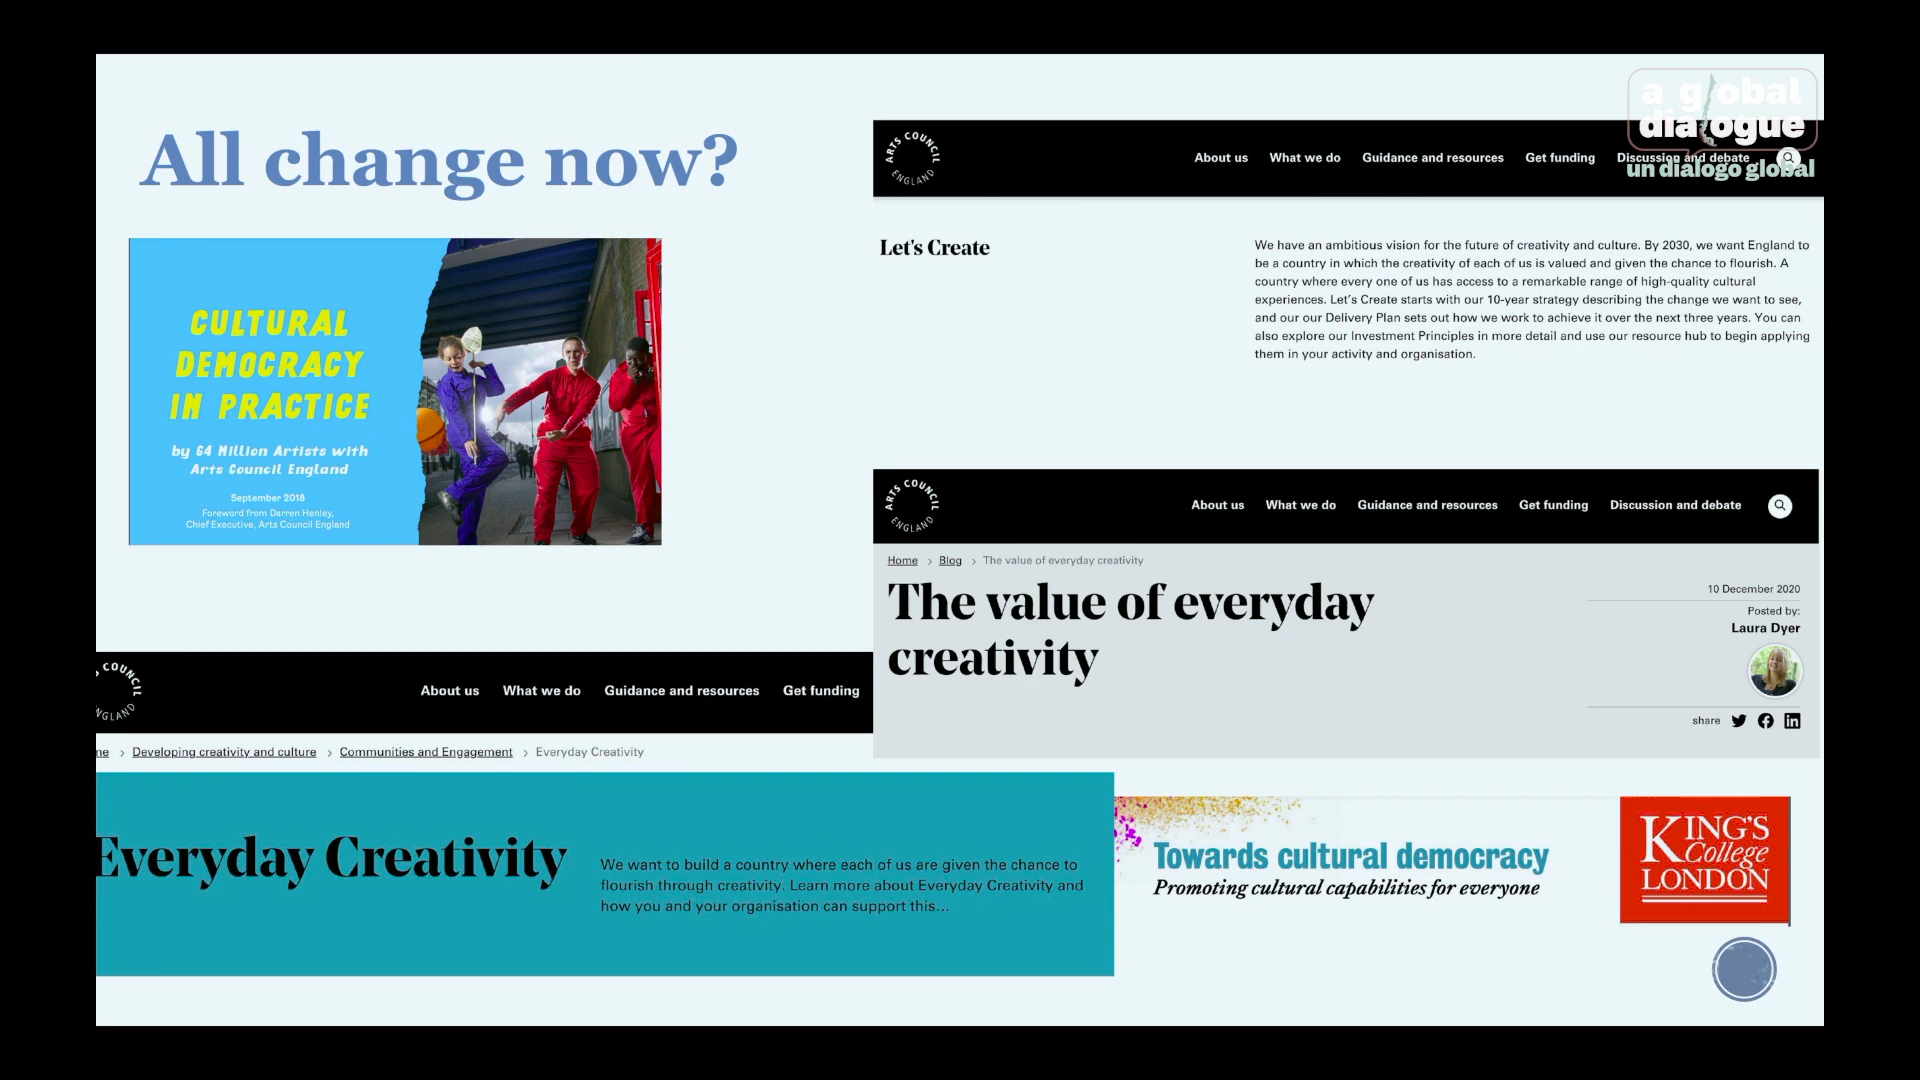 All change now?
a global
dialogue
un dialogo global
CULTURAL
DEMOCRACY
IN PRACTICE
by 64 Million Artists with
Arts Council England
September 2018
Foreword from Darren Henley,
Chief Executive, Arts Council England
ARTS COUNCIL
ENGLAND
About us
What we do
Guidance and resources
Get funding
Discussion and debate
Let's Create
We have an ambitious vision for the future of creativity and culture. By 2030, we want England to
be a country in which the creativity of each of us is valued and given the chance to flourish. A
country where every one of us has access to a remarkable range of high-quality cultural
experiences. Let's Create starts with our 10-year strategy describing the change we want to see,
and our our Delivery Plan sets out how we work to achieve it over the next three years. You can
also explore our Investment Principles in more detail and use our resource hub to begin applying
them in your activity and organisation.
ARTS COUNCIL
ENGLAND
About us
What we do
Guidance and resources
Get funding
Discussion and debate
Home > Blog > The value of everyday creativity
The value of everyday
creativity
10 December 2020
Posted by:
Laura Dyer
share
COUNCIL
NGLAND
About us
What we do
Guidance and resources
Get funding
ne > Developing creativity and culture > Communities and Engagement > Everyday Creativity
Everyday Creativity
We want to build a country where each of us are given the chance to
flourish through creativity. Learn more about Everyday Creativity and
how you and your organisation can support this...
Towards cultural democracy
Promoting cultural capabilities for everyone
KING'S
College
LONDON